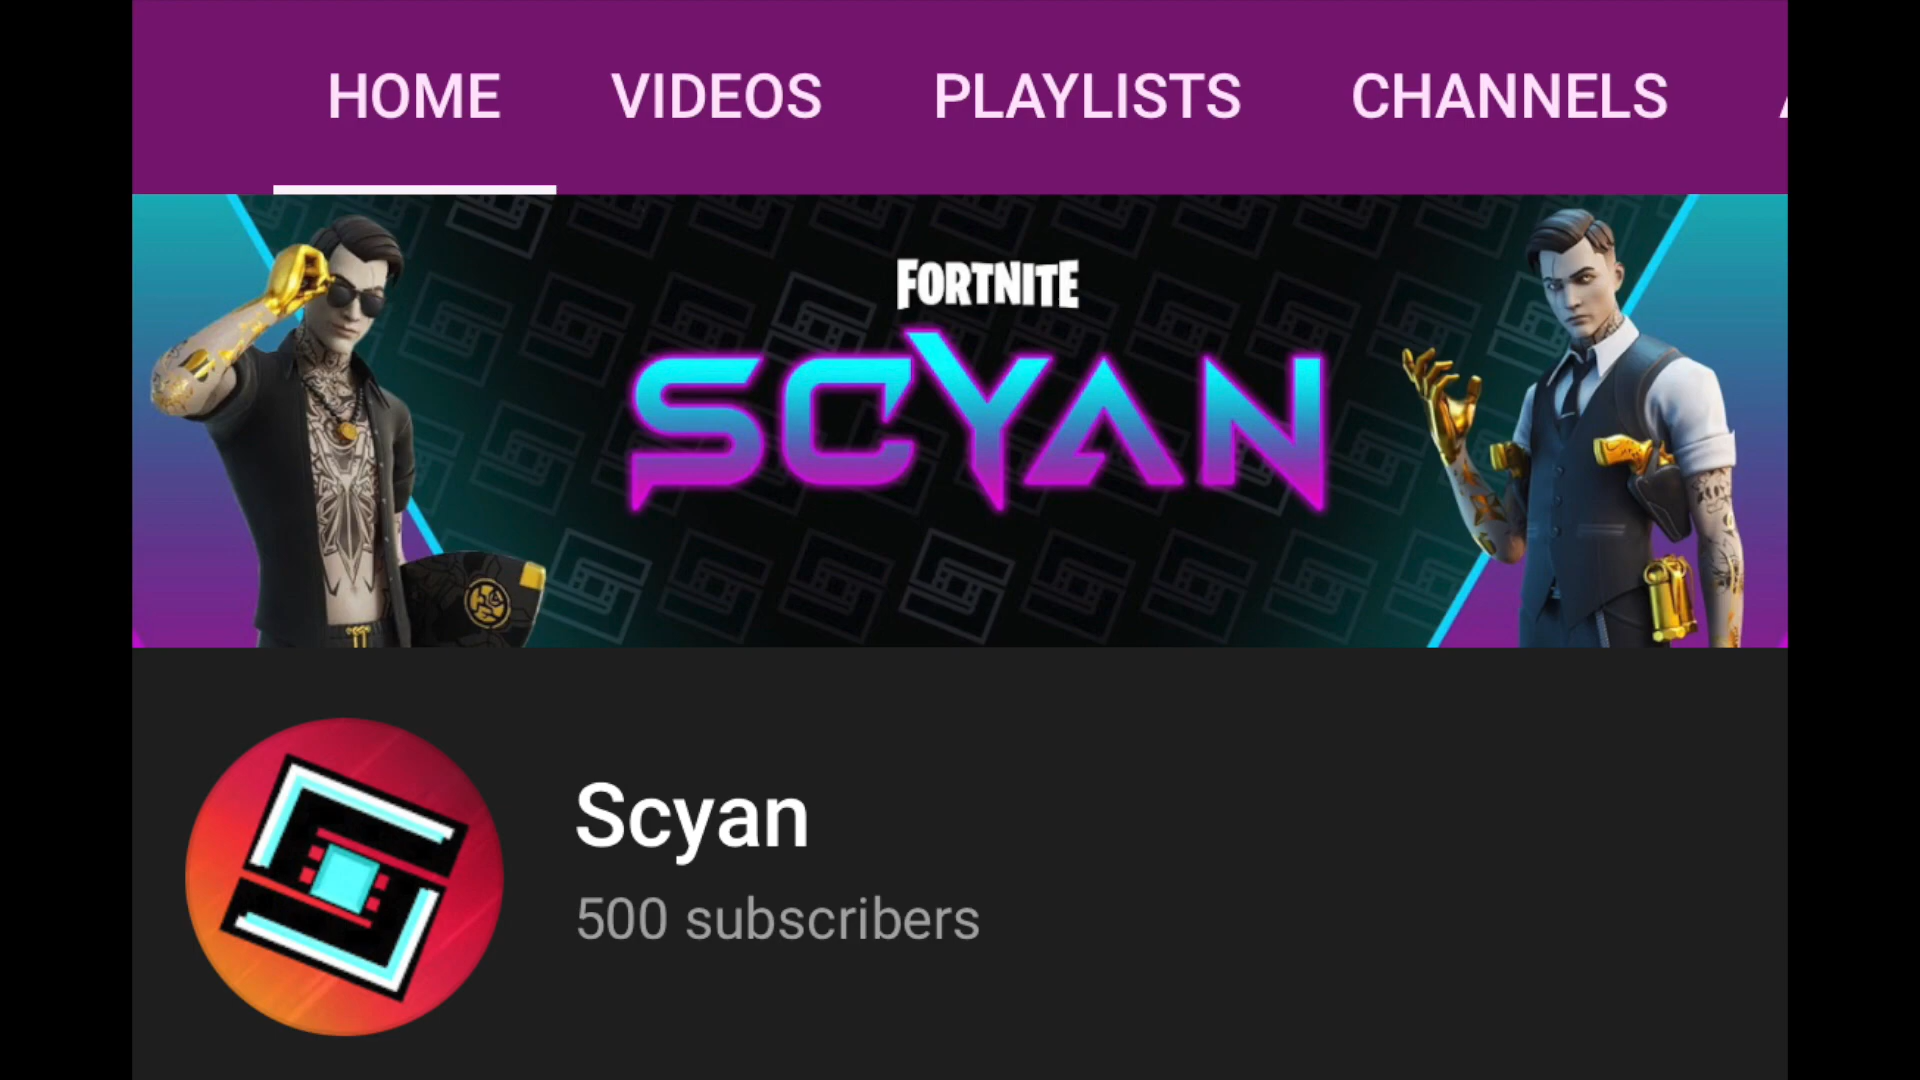 HOME VIDEOS PLAYLISTS CHANNELS
FORTNITE
SCYAN
Scyan
500 subscribers